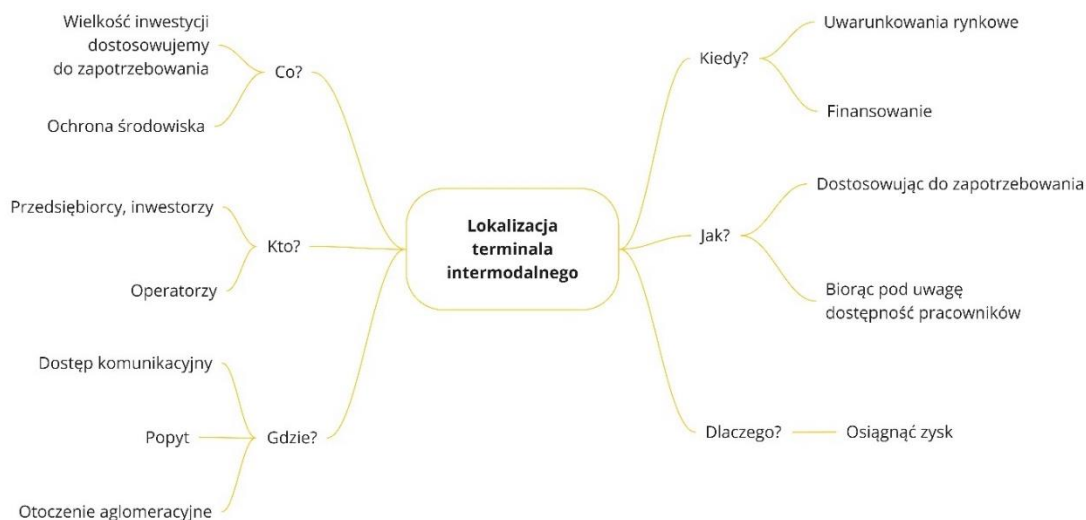 Wielkość inwestycji
dostosowujemy
do zapotrzebowania
Co?
Ochrona środowiska
Przedsiębiorcy, inwestorzy
Kto?
Operatorzy
Dostęp komunikacyjny
Popyt
Gdzie?
Otoczenie aglomeracyjne
Lokalizacja
terminala
intermodalnego
Uwarunkowania rynkowe
Kiedy?
Finansowanie
Dostosowując do zapotrzebowania
Jak?
Biorąc pod uwagę
dostępność pracowników
Dlaczego?
Osiągnąć zysk